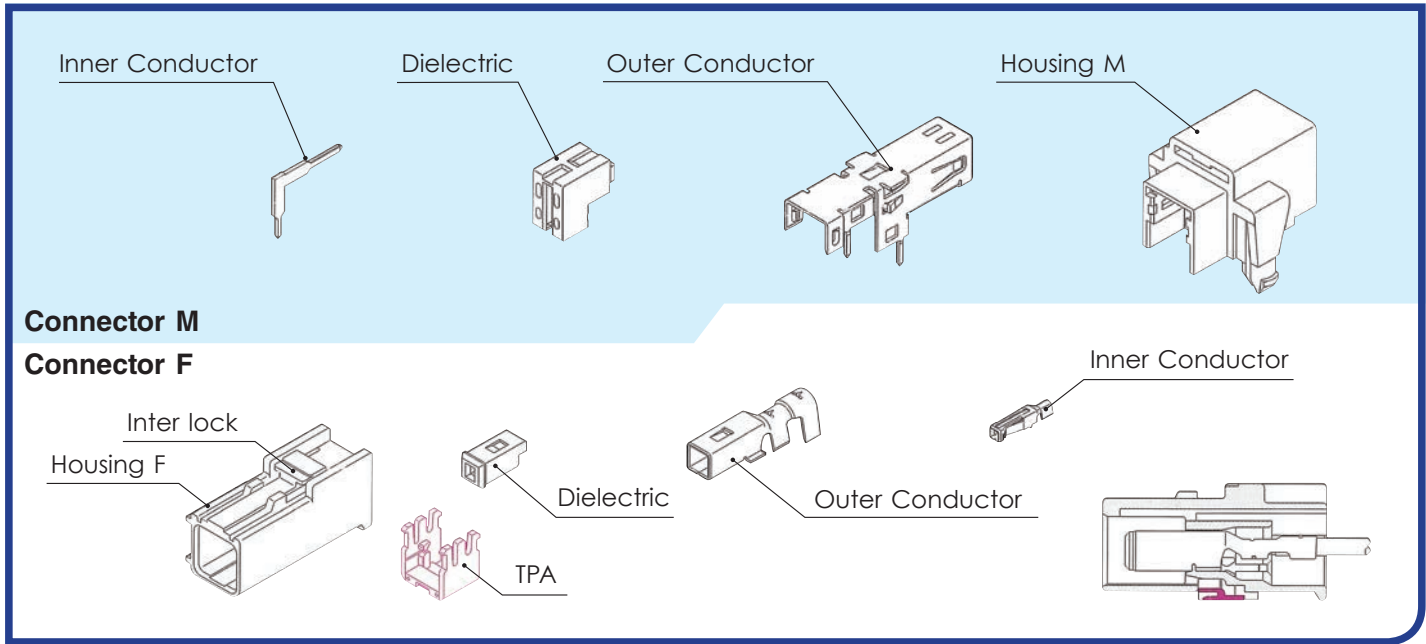 Inner Conductor
Dielectric
Outer Conductor
Housing M
Connector M
Connector F
Inner Conductor
Inter lock
Housing F
Dielectric
Outer Conductor
TPA